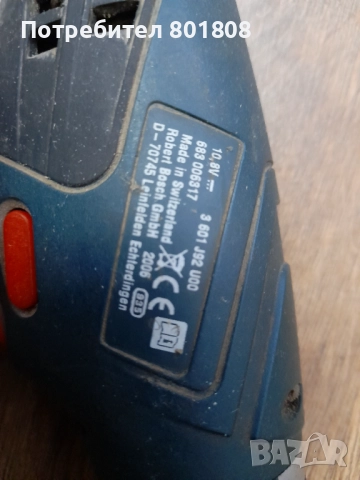 Потребител 801808
10,8V 3 601 J92 U00
683 006317
Made in Switzerland 2006
Robert Bosch GmbH
D-70745 Leinfelden Echterdingen
BAZAR